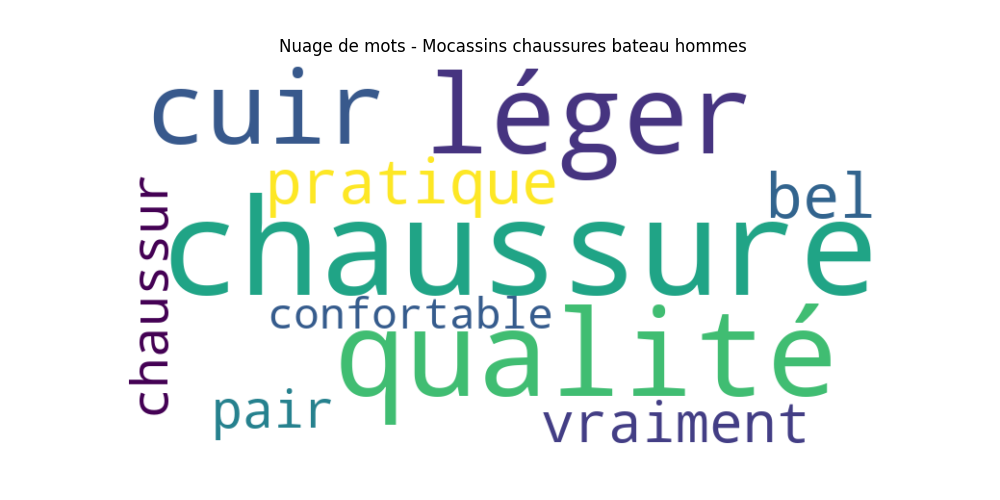 Nuage de mots - Mocassins chaussures bateau hommes
cuir
léger
pratique
bel
chaussur
chaussure
confortable
qualité
pair
vraiment